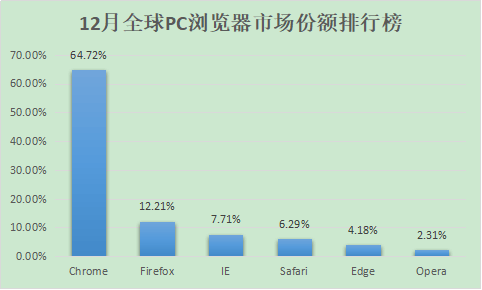 12月全球PC浏览器市场份额排行榜
70.00%
60.00%
50.00%
40.00%
30.00%
20.00%
10.00%
0.00%
64.72%
12.21%
7.71%
6.29%
4.18%
2.31%
Chrome
Firefox
IE
Safari
Edge
Opera